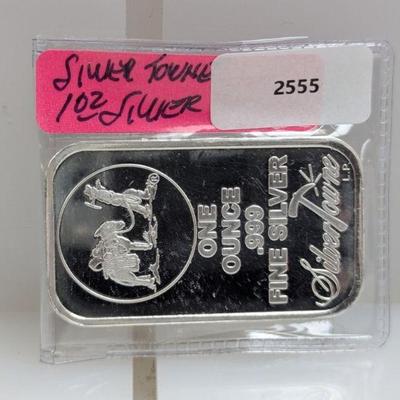 SILVER TOWNE
1oz SILVER
2555
ONE
OUNCE
.999
FINE SILVER
SilverTowne
L.P.